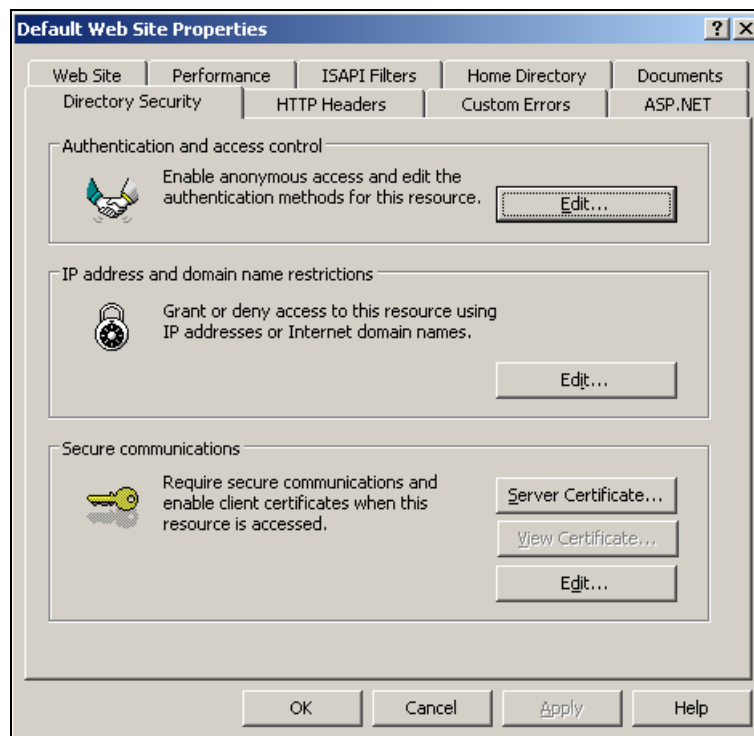 Default Web Site Properties
? X
Web Site Performance ISAPI Filters Home Directory Documents
Directory Security HTTP Headers Custom Errors ASP.NET
Authentication and access control
Enable anonymous access and edit the
authentication methods for this resource.
Edit...
IP address and domain name restrictions
Grant or deny access to this resource using
IP addresses or Internet domain names.
Edit...
Secure communications
Require secure communications and
enable client certificates when this
resource is accessed.
Server Certificate...
View Certificate...
Edit...
OK Cancel Apply Help